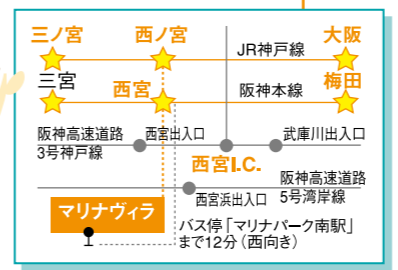 三ノ宮
西ノ宮
大阪
JR神戸線
三宮
西宮
梅田
阪神本線
阪神高速道路
3号神戸線
西宮出入口
武庫川出入口
西宮I.C.
西宮浜出入口
阪神高速道路
5号湾岸線
マリナヴィラ
バス停「マリナパーク南駅」
まで12分（西向き）